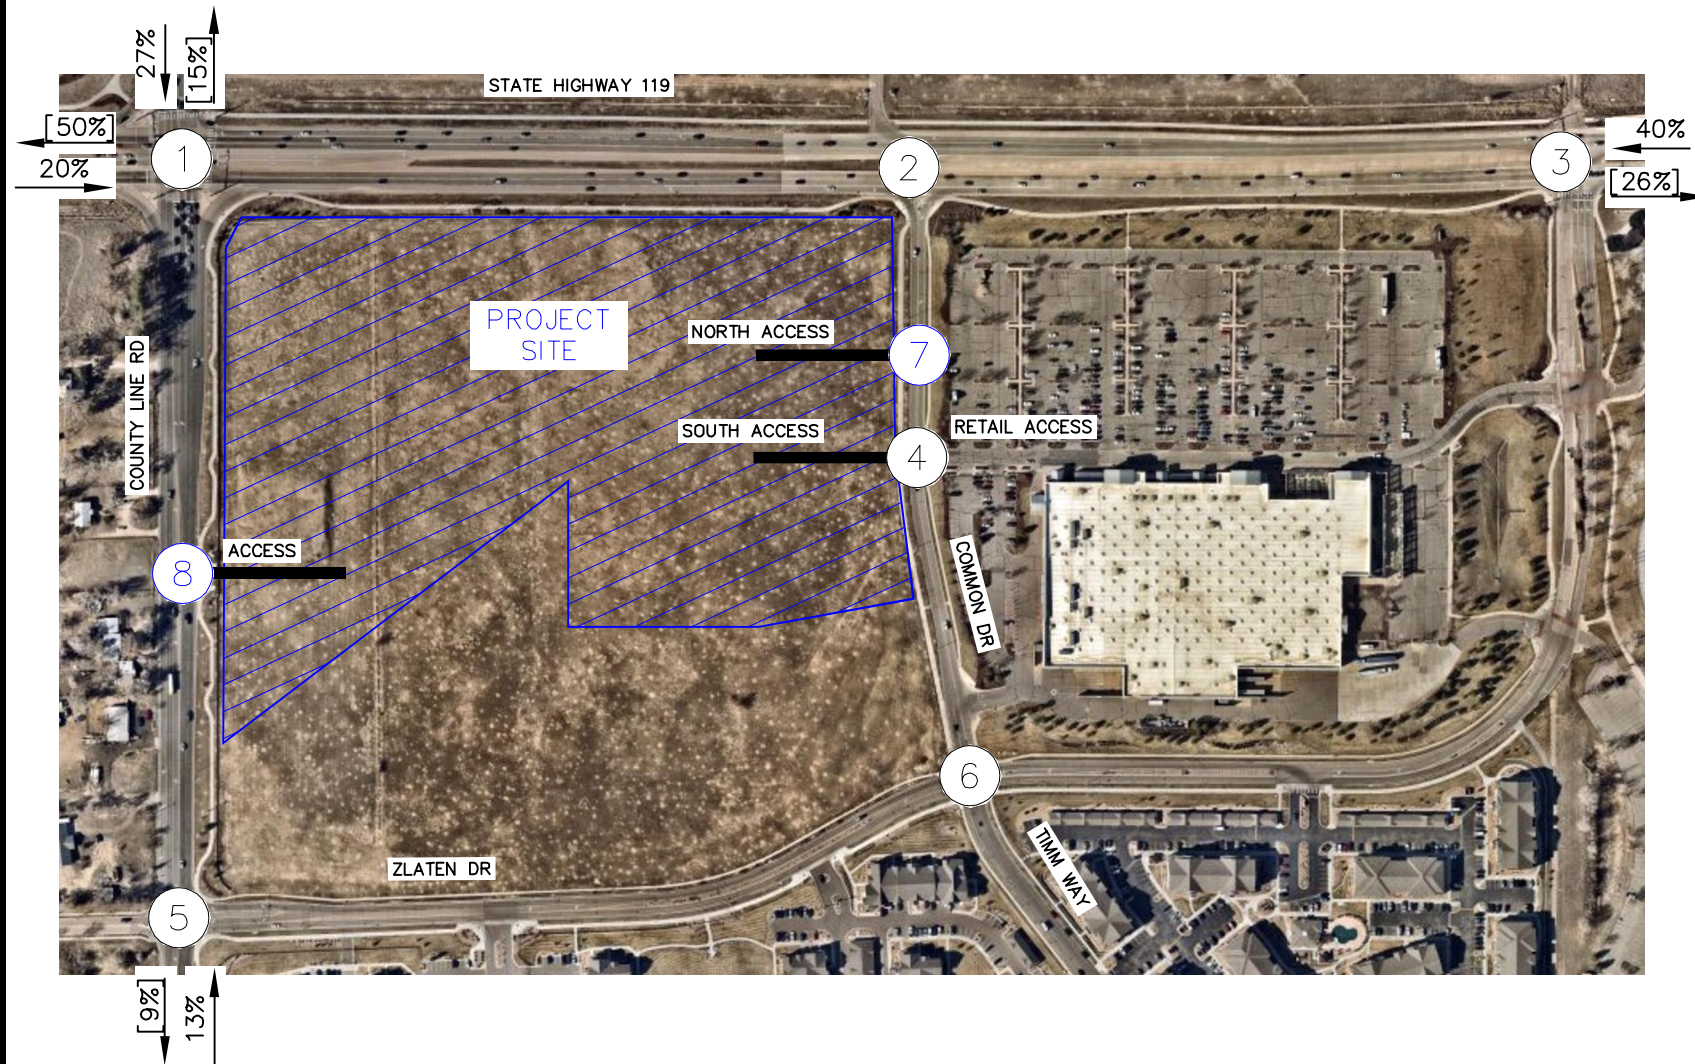 27%
[15%]
STATE HIGHWAY 119
[50%]
20%
40%
[26%]
1
2
3
PROJECT
SITE
NORTH ACCESS
7
SOUTH ACCESS
RETAIL ACCESS
4
COUNTY LINE RD
ACCESS
8
COMMON DR
6
TIMM WAY
ZLATEN DR
5
[9%]
13%